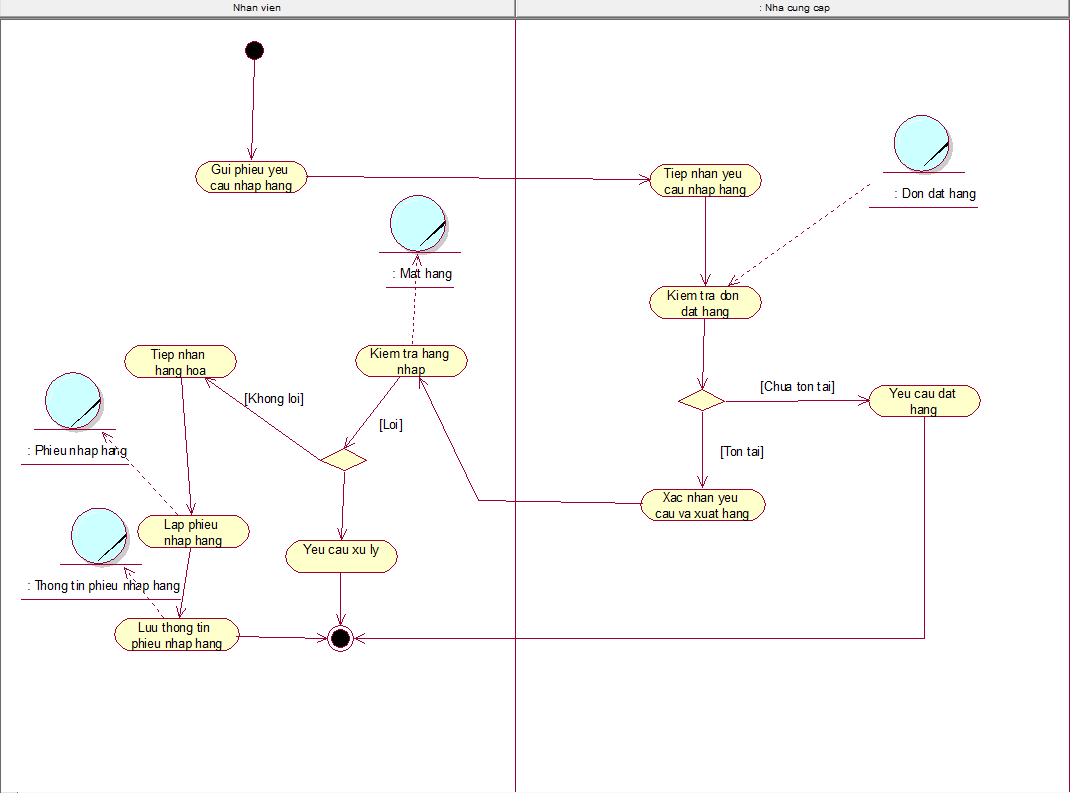 Nhan vien
: Nha cung cap
Gui phieu yeu
cau nhap hang
Tiep nhan yeu
cau nhap hang
: Don dat hang
: Mat hang
Kiem tra don
dat hang
Tiep nhan
hang hoa
Kiem tra hang
nhap
[Khong loi]
[Loi]
[Chua ton tai]
Yeu cau dat
hang
: Phieu nhap hang
[Ton tai]
Xac nhan yeu
cau va xuat hang
Lap phieu
nhap hang
Yeu cau xu ly
: Thong tin phieu nhap hang
Luu thong tin
phieu nhap hang